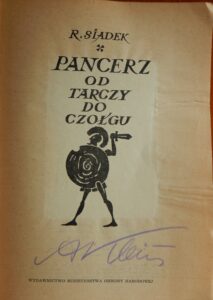 R. SIADEK
*
PANCERZ
OD
TARCZY
DO
CZOŁGU
WYDAWNICTWO MINISTERSTWA OBRONY NARODOWEJ